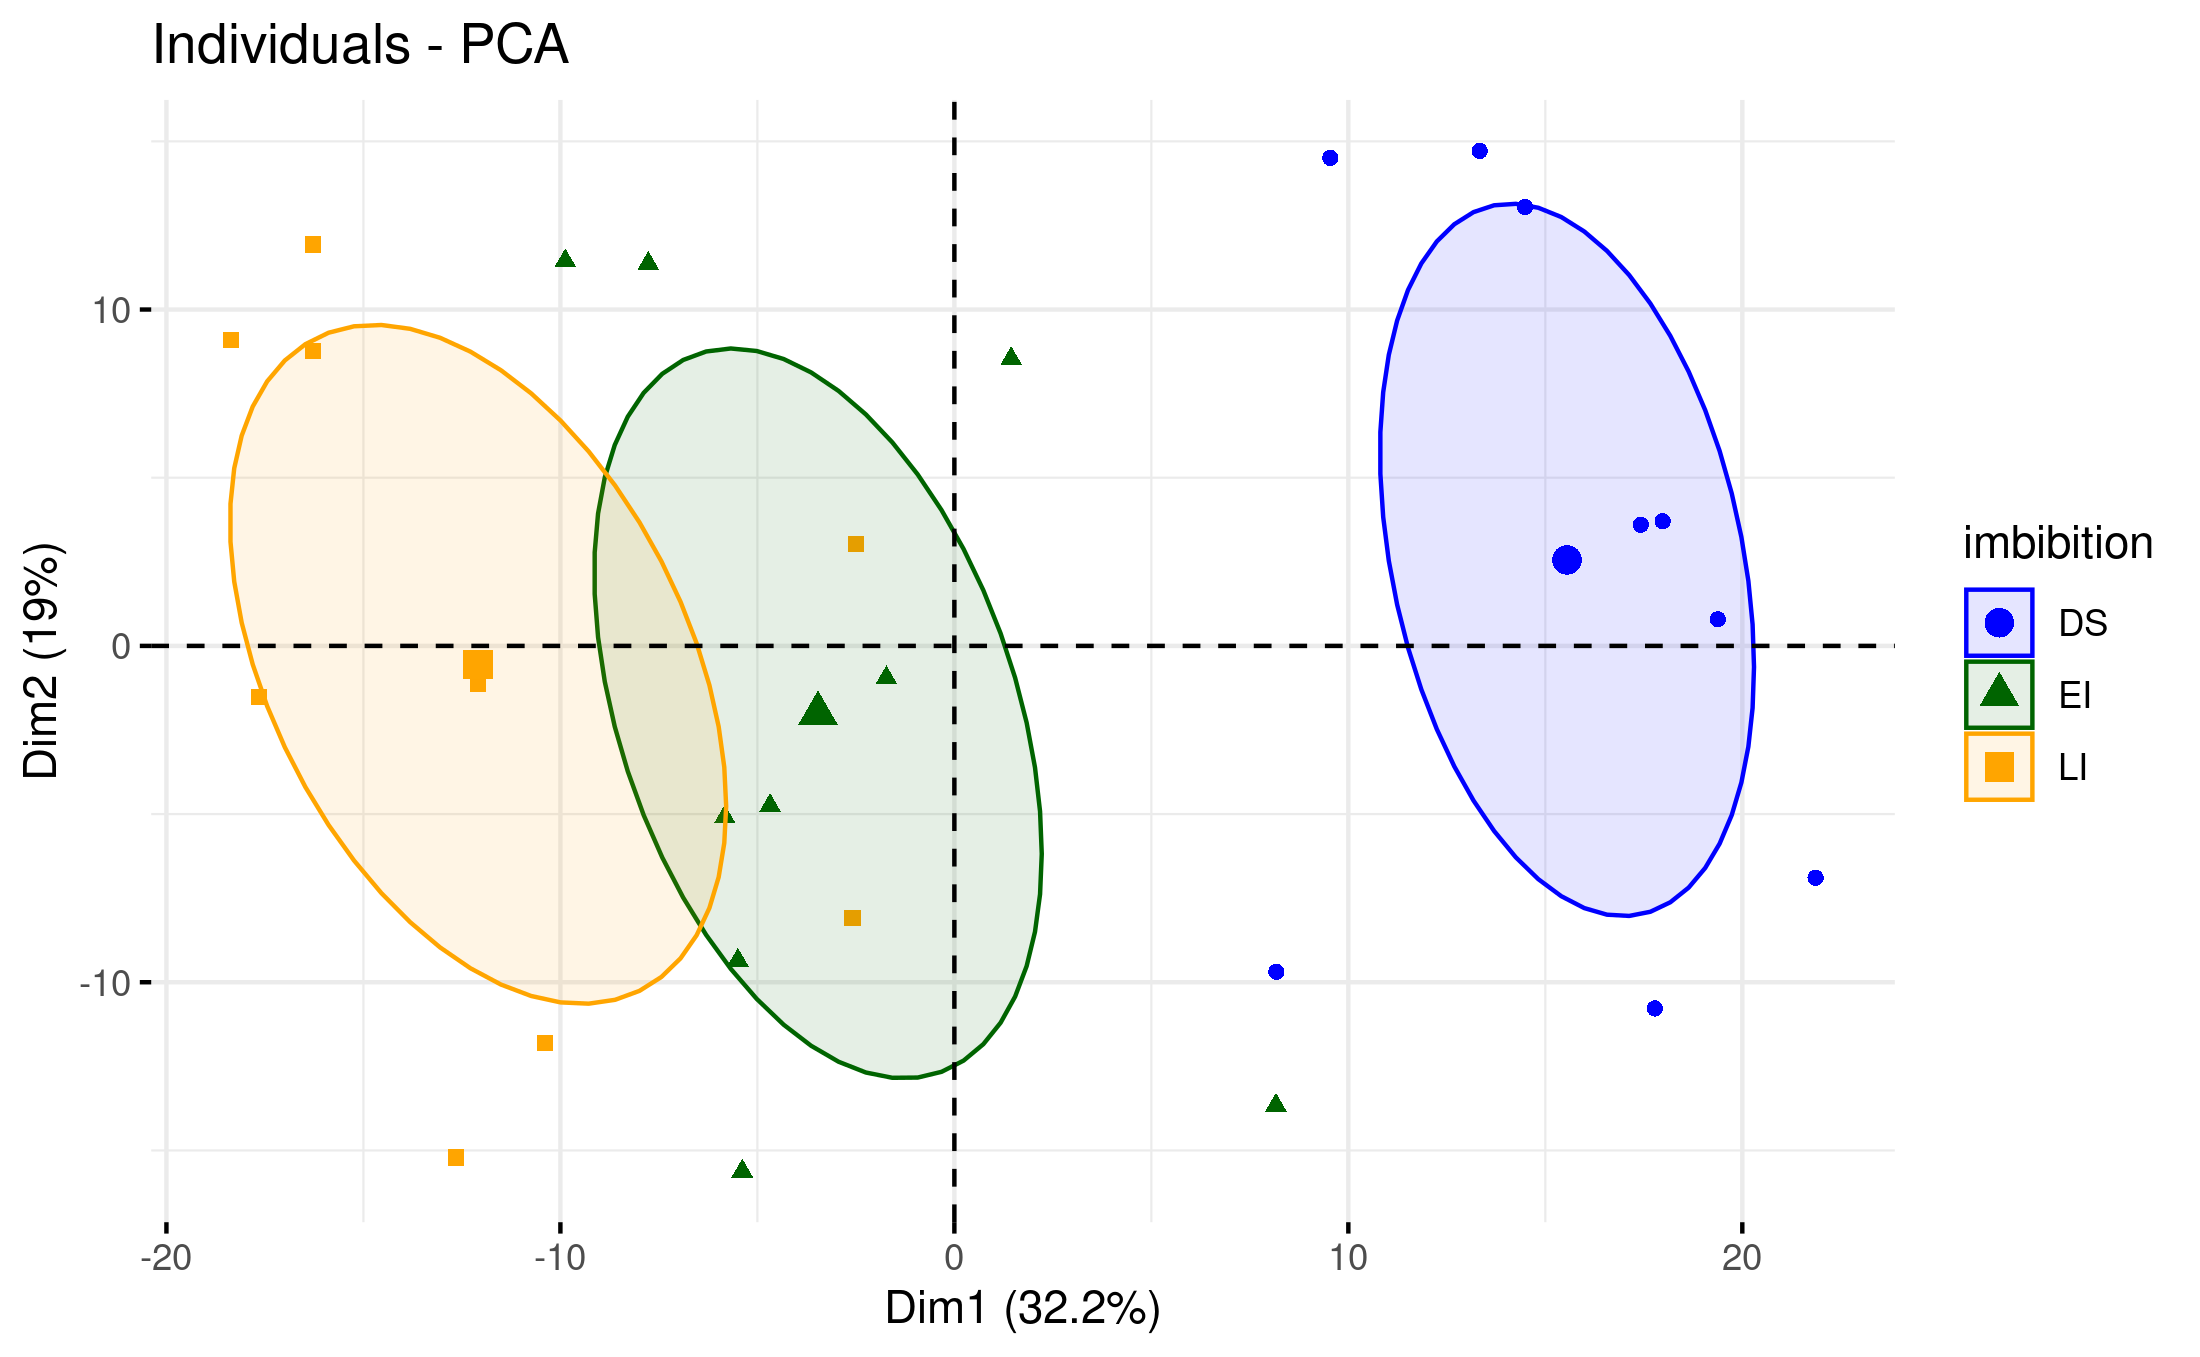 Individuals - PCA
10
0
-10
Dim2 (19%)
-20
-10
0
10
20
Dim1 (32.2%)
imbibition
DS
EI
LI